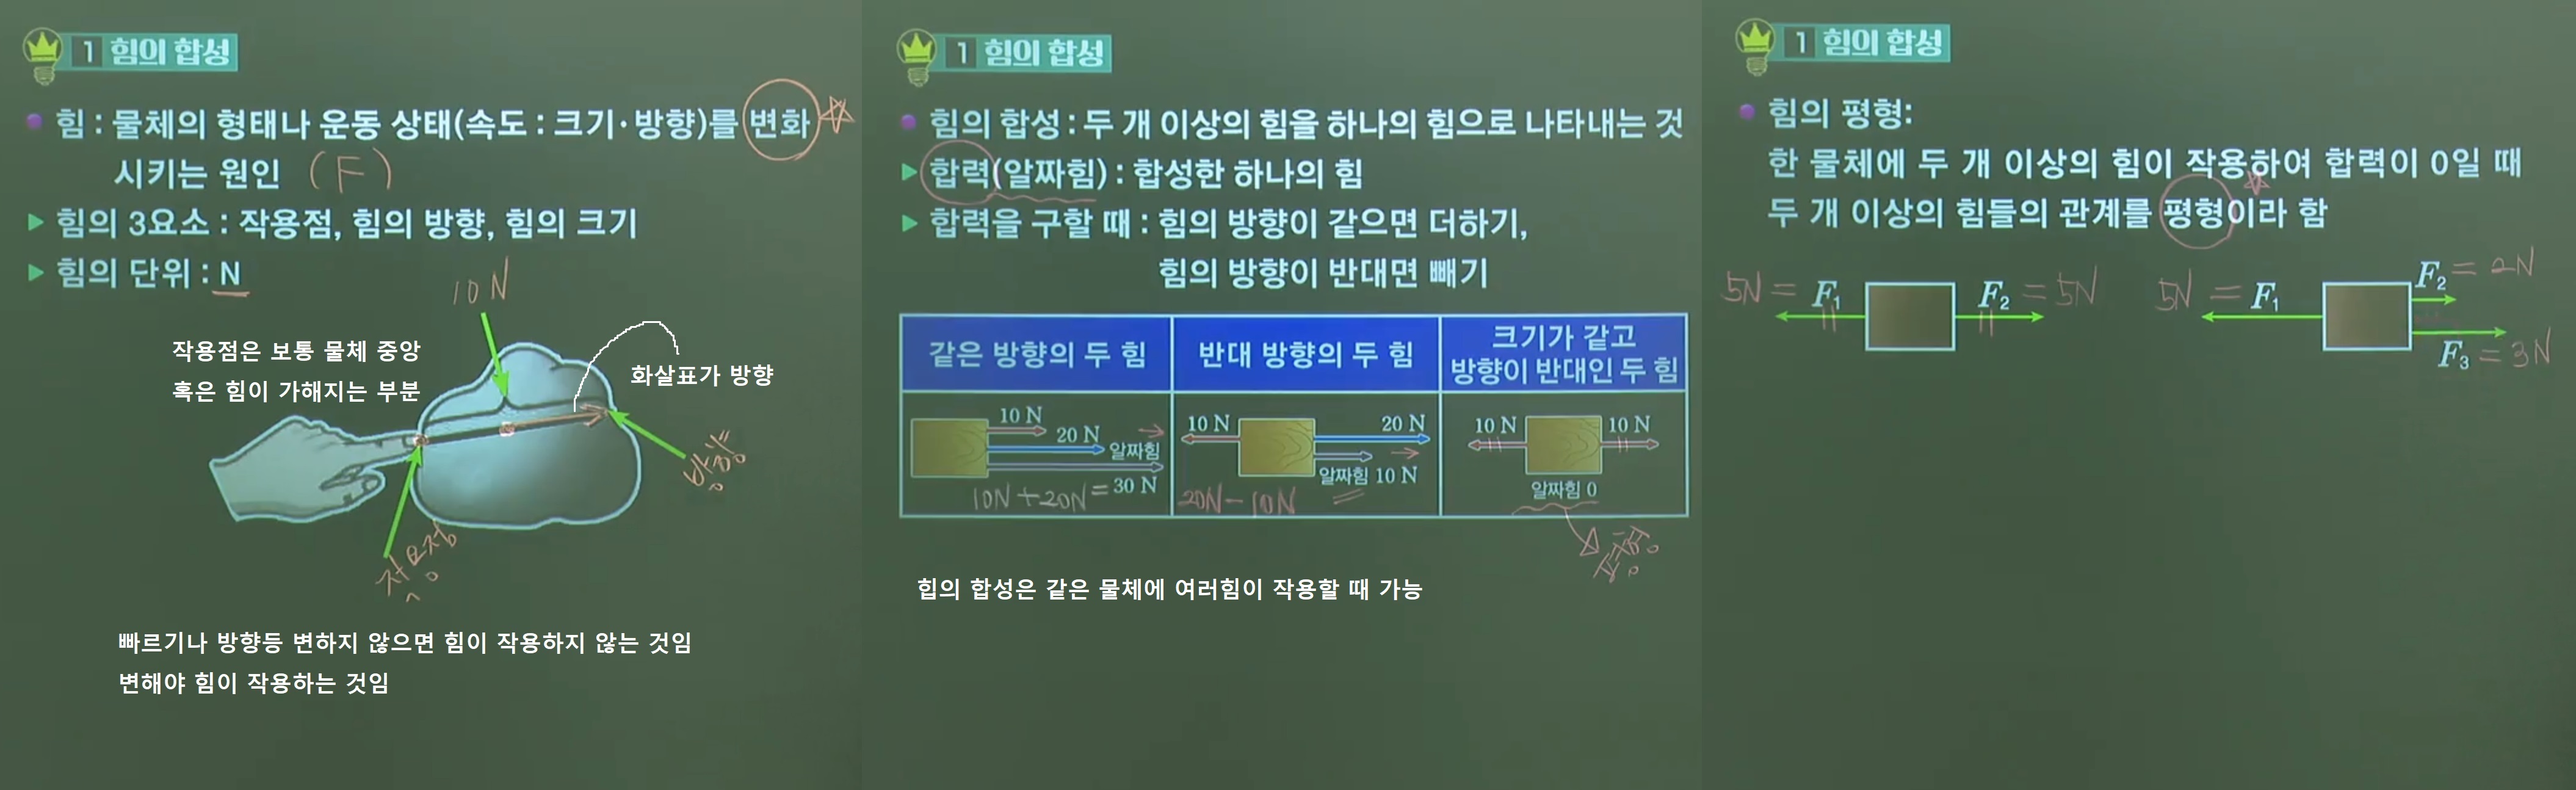 1 힘의 합성
힘 : 물체의 형태나 운동 상태(속도 : 크기·방향)를 변화
시키는 원인 (F)
힘의 3요소 : 작용점, 힘의 방향, 힘의 크기
힘의 단위 : N
10N
작용점은 보통 물체 중앙
혹은 힘이 가해지는 부분
화살표가 방향
방향
작용점
빠르기나 방향등 변하지 않으면 힘이 작용하지 않는 것임
변해야 힘이 작용하는 것임
1 힘의 합성
힘의 합성 : 두 개 이상의 힘을 하나의 힘으로 나타내는 것
합력(알짜힘) : 합성한 하나의 힘
합력을 구할 때 : 힘의 방향이 같으면 더하기,
힘의 방향이 반대면 빼기
같은 방향의 두 힘
반대 방향의 두 힘
크기가 같고
방향이 반대인 두 힘
10 N
20 N
알짜힘
10N+20N= 30 N
10 N
20 N
알짜힘 10 N
20N-10N =
10 N
10 N
알짜힘 0
평형
힙의 합성은 같은 물체에 여러힘이 작용할 때 가능
1 힘의 합성
힘의 평형:
한 물체에 두 개 이상의 힘이 작용하여 합력이 0일 때
두 개 이상의 힘들의 관계를 평형이라 함
5N = F₁
F₂ = 5N
5N = F₁
F₂ = 2N
F₃ = 3N